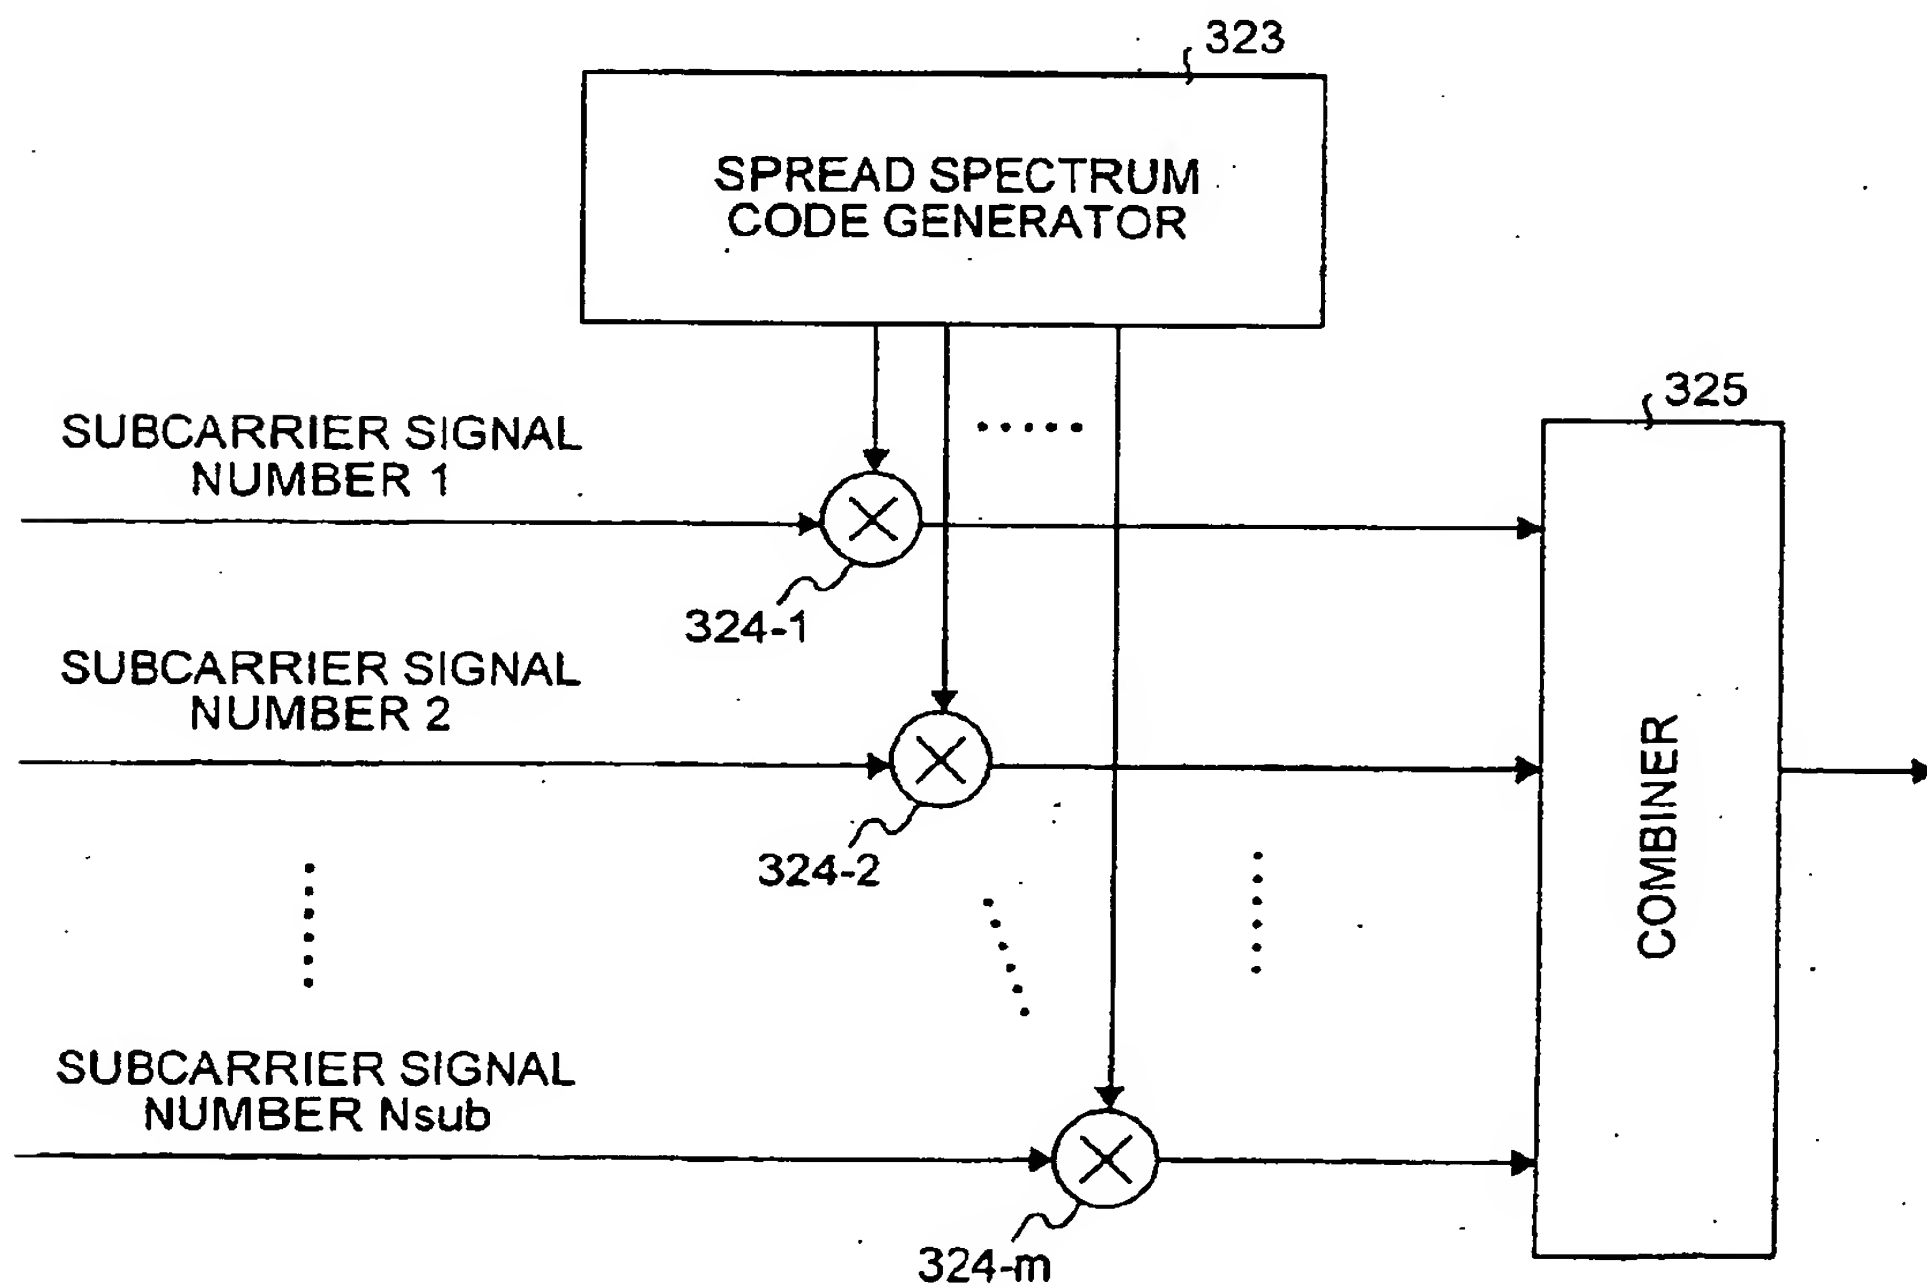 323
SPREAD SPECTRUM
CODE GENERATOR
325
SUBCARRIER SIGNAL
NUMBER 1
324-1
SUBCARRIER SIGNAL
NUMBER 2
324-2
COMBINER
SUBCARRIER SIGNAL
NUMBER Nsub
324-m